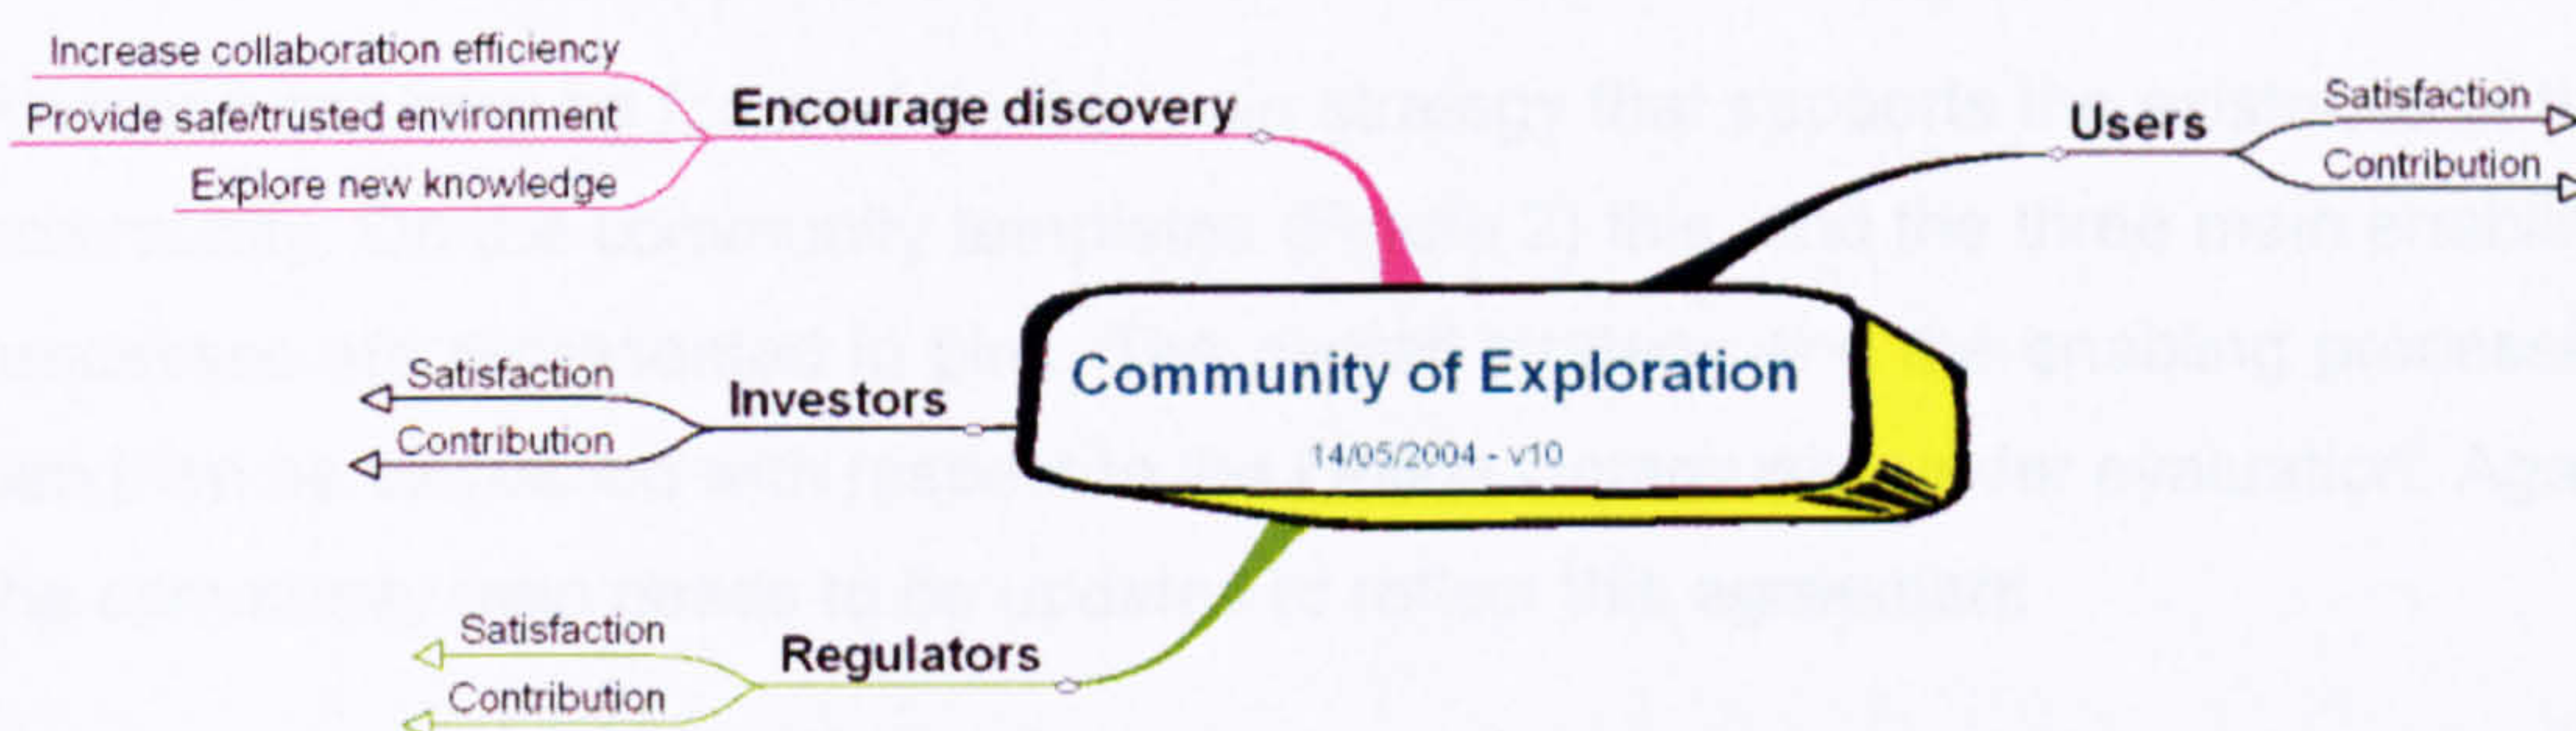 Increase collaboration efficiency
Provide safe/trusted environment
Explore new knowledge
Encourage discovery
Users
Satisfaction
Contribution
Community of Exploration
14/05/2004 - v10
Satisfaction
Contribution
Investors
Satisfaction
Contribution
Regulators